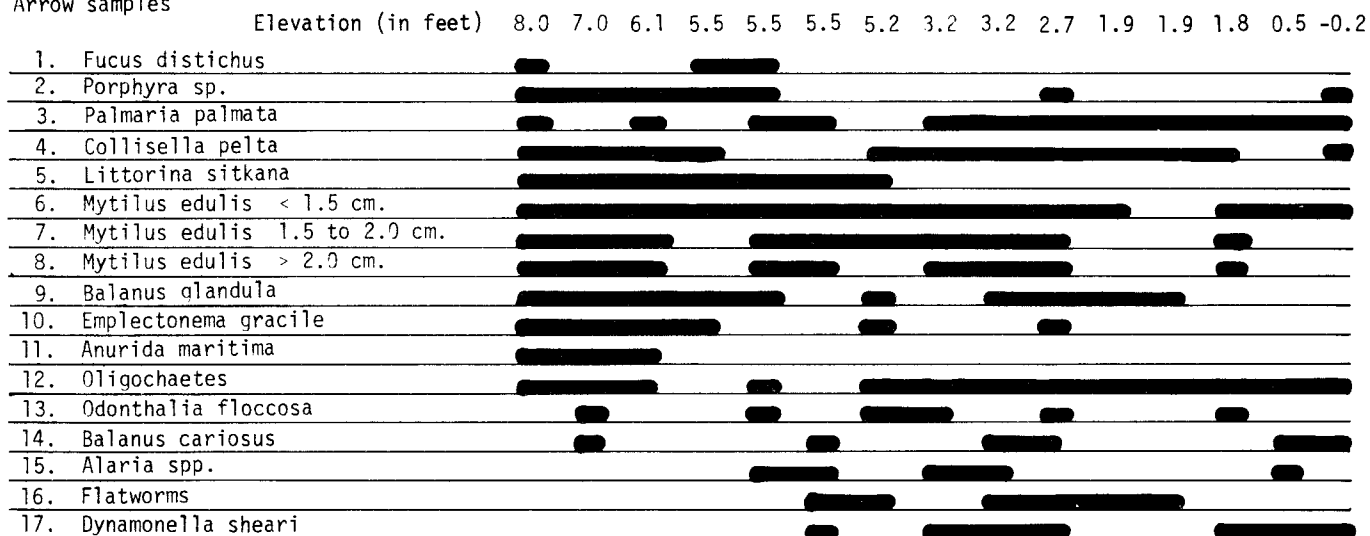 Arrow samples
Elevation (in feet) 8.0 7.0 6.1 5.5 5.5 5.5 5.2 3.2 3.2 2.7 1.9 1.9 1.8 0.5 -0.2
1. Fucus distichus
2. Porphyra sp.
3. Palmaria palmata
4. Collisella pelta
5. Littorina sitkana
6. Mytilus edulis < 1.5 cm.
7. Mytilus edulis 1.5 to 2.0 cm.
8. Mytilus edulis > 2.0 cm.
9. Balanus glandula
10. Emplectonema gracile
11. Anurida maritima
12. Oligochaetes
13. Odonthalia floccosa
14. Balanus cariosus
15. Alaria spp.
16. Flatworms
17. Dynamonella sheari